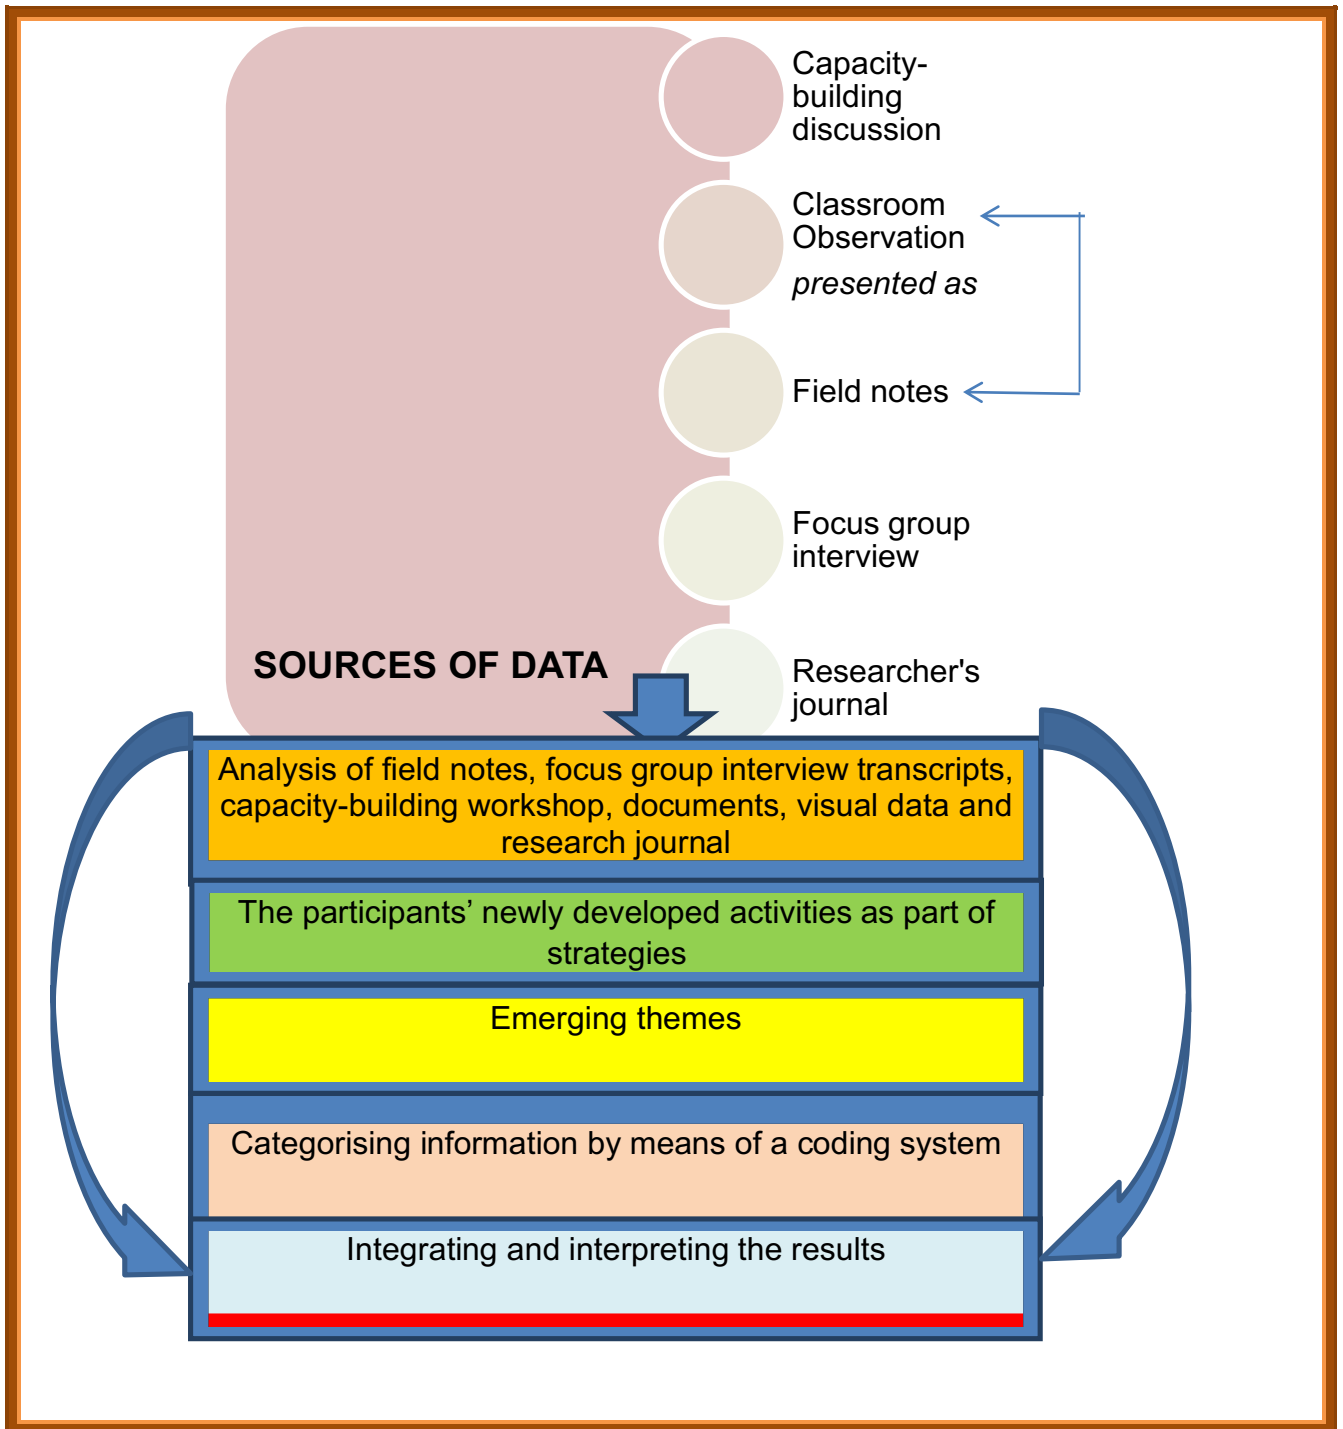 Capacity-
building
discussion
Classroom
Observation
presented as
Field notes
Focus group
interview
Researcher's
journal
SOURCES OF DATA
Analysis of field notes, focus group interview transcripts,
capacity-building workshop, documents, visual data and
research journal
The participants’ newly developed activities as part of
strategies
Emerging themes
Categorising information by means of a coding system
Integrating and interpreting the results